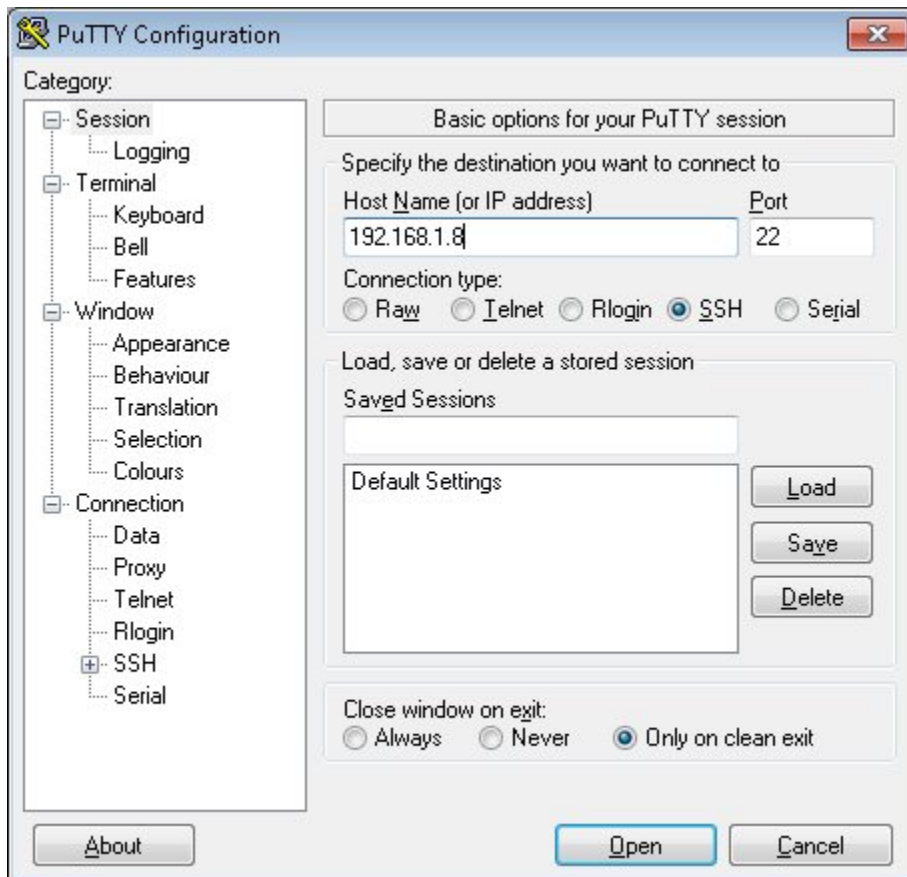 PuTTY Configuration
Category:
Session
Logging
Terminal
Keyboard
Bell
Features
Window
Appearance
Behaviour
Translation
Selection
Colours
Connection
Data
Proxy
Telnet
Rlogin
SSH
Serial
Basic options for your PuTTY session
Specify the destination you want to connect to
Host Name (or IP address) Port
192.168.1.8 22
Connection type:
Raw Telnet Rlogin SSH Serial
Load, save or delete a stored session
Saved Sessions
Default Settings
Load
Save
Delete
Close window on exit:
Always Never Only on clean exit
About Open Cancel